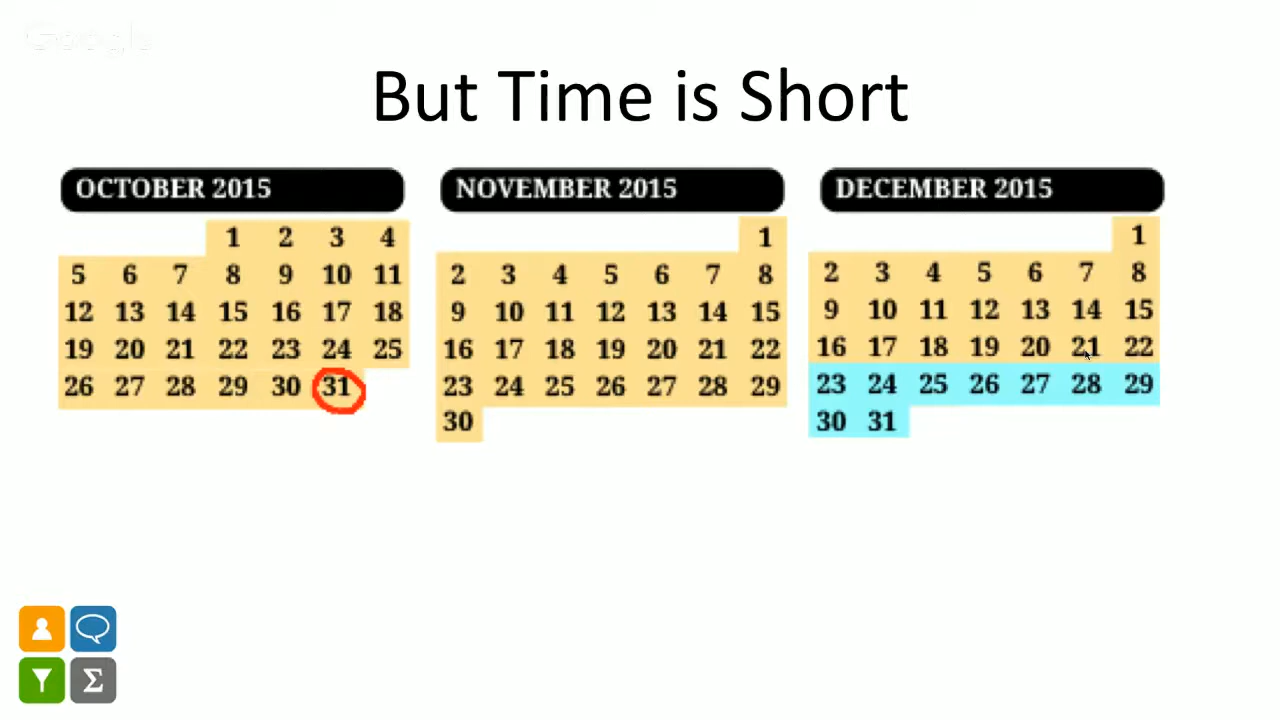 Google
But Time is Short
OCTOBER 2015
1 2 3 4
5 6 7 8 9 10 11
12 13 14 15 16 17 18
19 20 21 22 23 24 25
26 27 28 29 30 31
NOVEMBER 2015
1
2 3 4 5 6 7 8
9 10 11 12 13 14 15
16 17 18 19 20 21 22
23 24 25 26 27 28 29
30
DECEMBER 2015
1
2 3 4 5 6 7 8
9 10 11 12 13 14 15
16 17 18 19 20 21 22
23 24 25 26 27 28 29
30 31
Σ